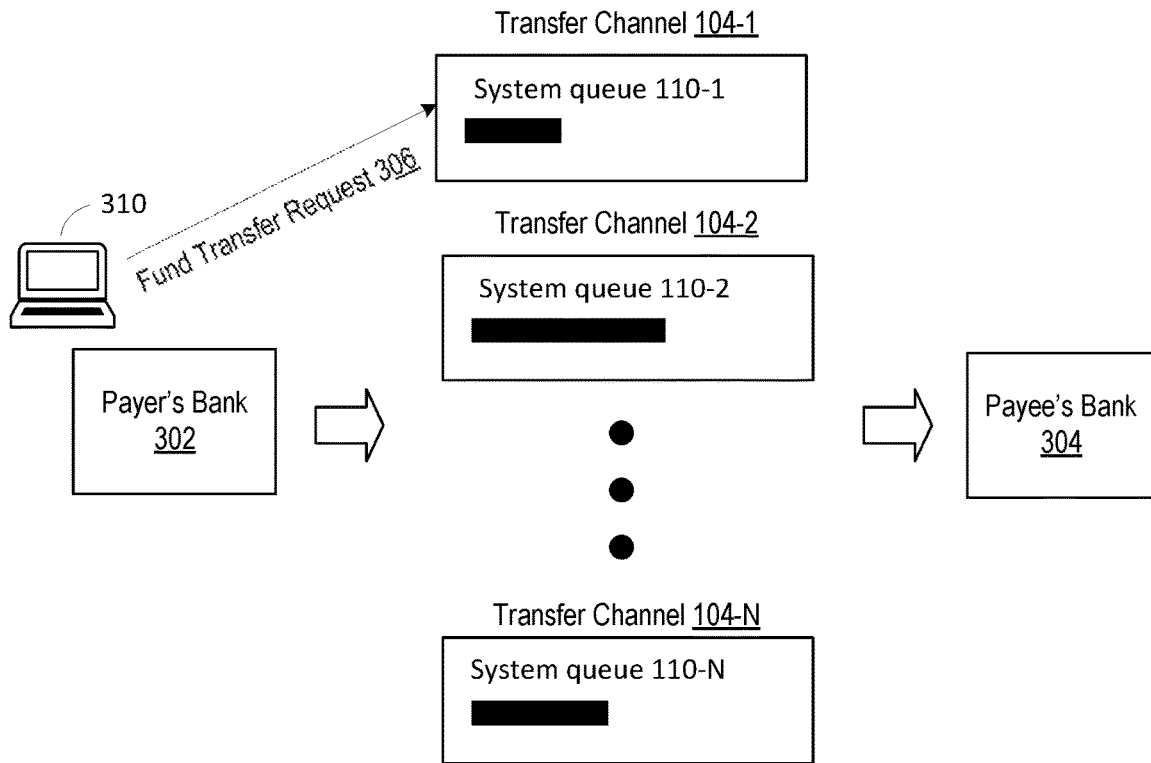 Transfer Channel 104-1
System queue 110-1
Fund Transfer Request 306
310
Transfer Channel 104-2
System queue 110-2
Payer's Bank
302
Payee's Bank
304
Transfer Channel 104-N
System queue 110-N